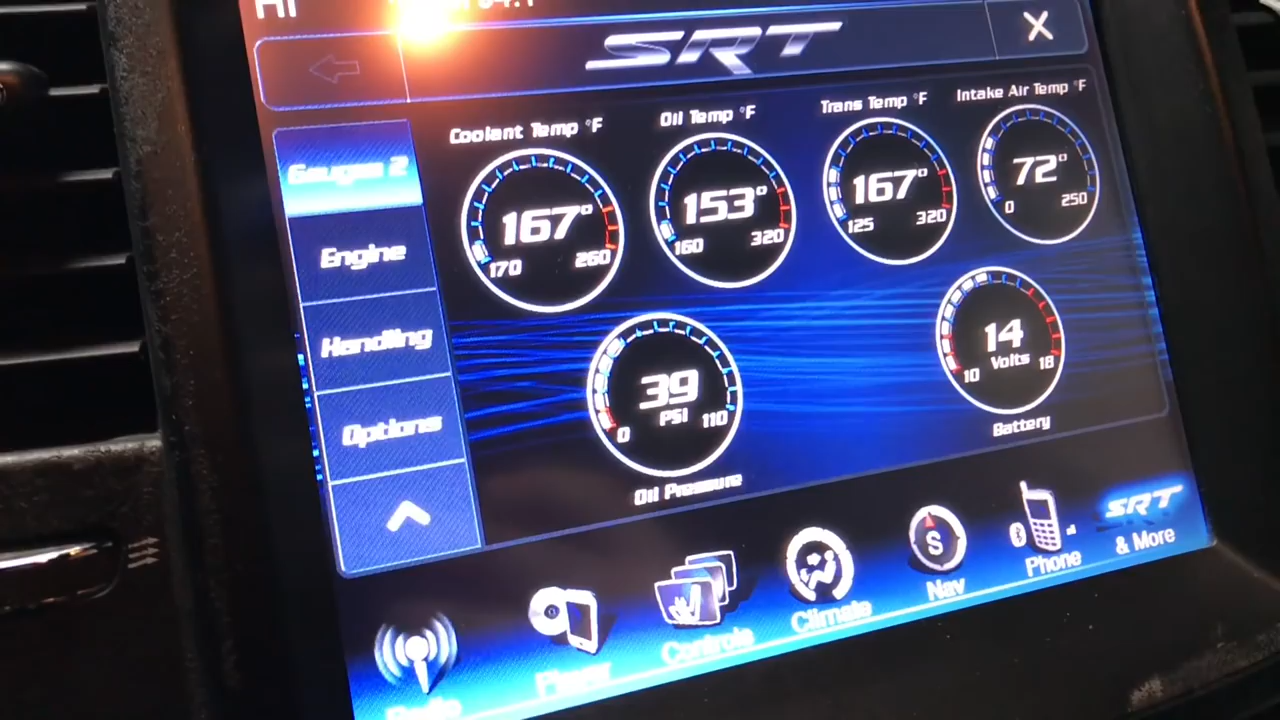 SRT
X
Coolant Temp °F
Oil Temp °F
Trans Temp °F
Intake Air Temp °F
Gauges 2
167°
170 260
153°
160 320
167°
125 320
72°
0 250
Engine
Handling
Options
39
PSI
0 110
Oil Pressure
14
Volts
10 18
Battery
Radio
Player
Controls
Climate
S
Nav
Phone
SRT
& More